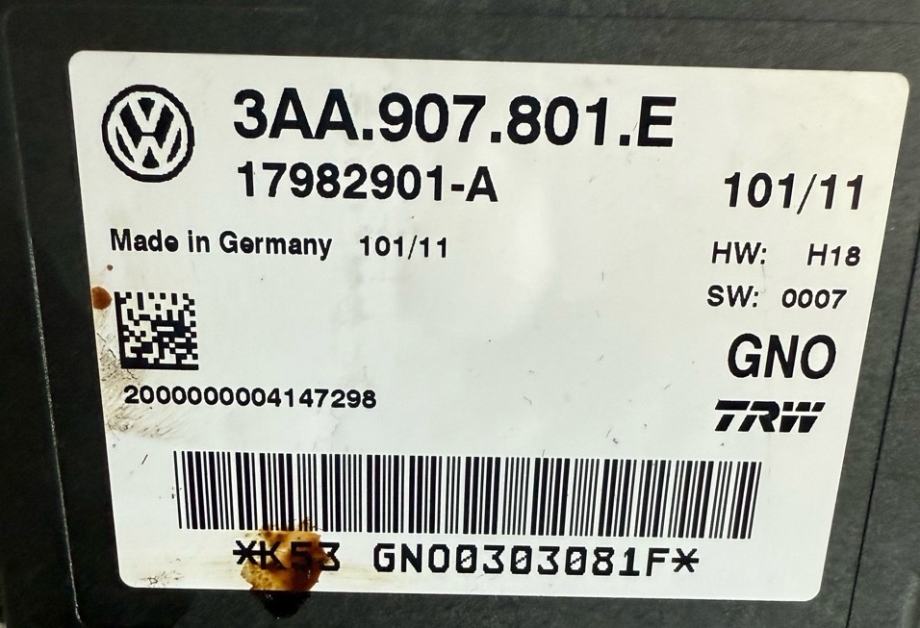 3AA.907.801.E
17982901-A
101/11
Made in Germany 101/11
HW: H18
SW: 0007
GNO
2000000004147298
TRW
*K53 GNO0303081F*